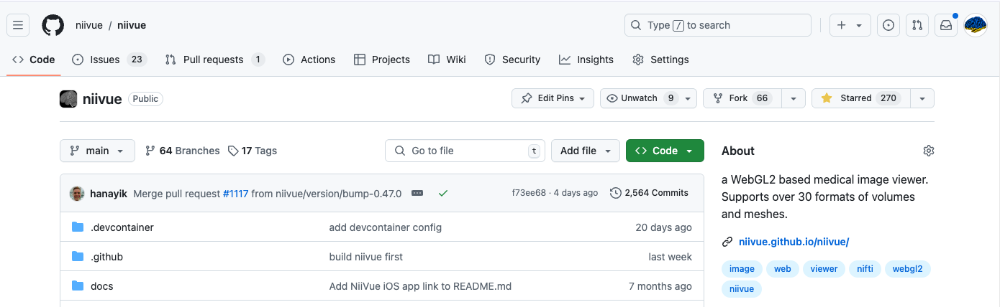 niivue / niivue
Type / to search
Code Issues 23 Pull requests 1 Actions Projects Wiki Security Insights Settings
niivue Public
Edit Pins Unwatch 9 Fork 66 Starred 270
main 64 Branches 17 Tags Go to file t Add file Code
hanayik Merge pull request #1117 from niivue/version/bump-0.47.0 f73ee68 · 4 days ago 2,564 Commits
.devcontainer add devcontainer config 20 days ago
.github build niivue first last week
docs Add NiiVue iOS app link to README.md 7 months ago
About
a WebGL2 based medical image viewer.
Supports over 30 formats of volumes
and meshes.
niivue.github.io/niivue/
image web viewer nifti webgl2
niivue